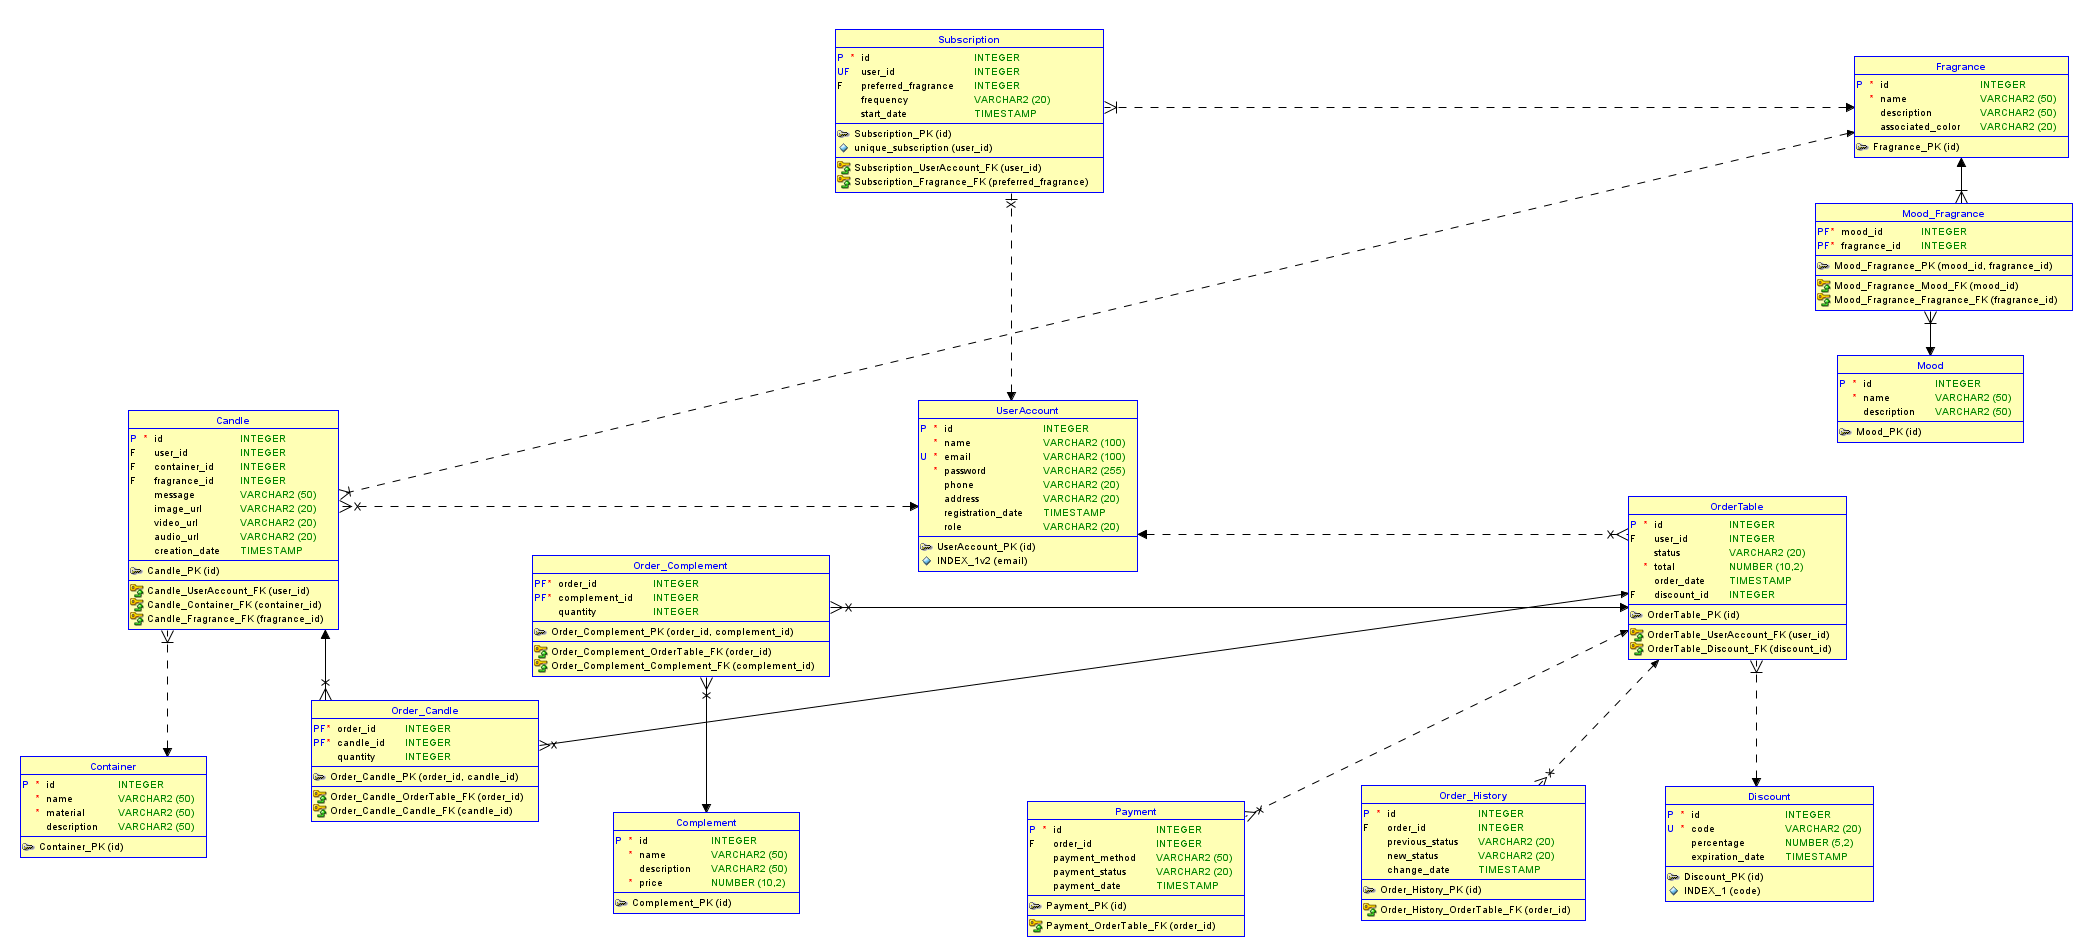 Subscription
P * id INTEGER
UF user_id INTEGER
F preferred_fragrance INTEGER
frequency VARCHAR2 (20)
start_date TIMESTAMP
Subscription_PK (id)
unique_subscription (user_id)
Subscription_UserAccount_FK (user_id)
Subscription_Fragrance_FK (preferred_fragrance)
Fragrance
P * id INTEGER
* name VARCHAR2 (50)
description VARCHAR2 (50)
associated_color VARCHAR2 (20)
Fragrance_PK (id)
Mood_Fragrance
PF* mood_id INTEGER
PF* fragrance_id INTEGER
Mood_Fragrance_PK (mood_id, fragrance_id)
Mood_Fragrance_Mood_FK (mood_id)
Mood_Fragrance_Fragrance_FK (fragrance_id)
Mood
P * id INTEGER
* name VARCHAR2 (50)
description VARCHAR2 (50)
Mood_PK (id)
Candle
P * id INTEGER
F user_id INTEGER
F container_id INTEGER
F fragrance_id INTEGER
message VARCHAR2 (50)
image_url VARCHAR2 (20)
video_url VARCHAR2 (20)
audio_url VARCHAR2 (20)
creation_date TIMESTAMP
Candle_PK (id)
Candle_UserAccount_FK (user_id)
Candle_Container_FK (container_id)
Candle_Fragrance_FK (fragrance_id)
UserAccount
P * id INTEGER
* name VARCHAR2 (100)
U * email VARCHAR2 (100)
* password VARCHAR2 (255)
phone VARCHAR2 (20)
address VARCHAR2 (20)
registration_date TIMESTAMP
role VARCHAR2 (20)
UserAccount_PK (id)
INDEX_1v2 (email)
OrderTable
P * id INTEGER
F user_id INTEGER
status VARCHAR2 (20)
* total NUMBER (10,2)
order_date TIMESTAMP
F discount_id INTEGER
OrderTable_PK (id)
OrderTable_UserAccount_FK (user_id)
OrderTable_Discount_FK (discount_id)
Order_Complement
PF* order_id INTEGER
PF* complement_id INTEGER
quantity INTEGER
Order_Complement_PK (order_id, complement_id)
Order_Complement_OrderTable_FK (order_id)
Order_Complement_Complement_FK (complement_id)
Order_Candle
PF* order_id INTEGER
PF* candle_id INTEGER
quantity INTEGER
Order_Candle_PK (order_id, candle_id)
Order_Candle_OrderTable_FK (order_id)
Order_Candle_Candle_FK (candle_id)
Container
P * id INTEGER
* name VARCHAR2 (50)
* material VARCHAR2 (50)
description VARCHAR2 (50)
Container_PK (id)
Complement
P * id INTEGER
* name VARCHAR2 (50)
description VARCHAR2 (50)
* price NUMBER (10,2)
Complement_PK (id)
Payment
P * id INTEGER
F order_id INTEGER
payment_method VARCHAR2 (50)
payment_status VARCHAR2 (20)
payment_date TIMESTAMP
Payment_PK (id)
Payment_OrderTable_FK (order_id)
Order_History
P * id INTEGER
F order_id INTEGER
previous_status VARCHAR2 (20)
new_status VARCHAR2 (20)
change_date TIMESTAMP
Order_History_PK (id)
Order_History_OrderTable_FK (order_id)
Discount
P * id INTEGER
U * code VARCHAR2 (20)
percentage NUMBER (5,2)
expiration_date TIMESTAMP
Discount_PK (id)
INDEX_1 (code)